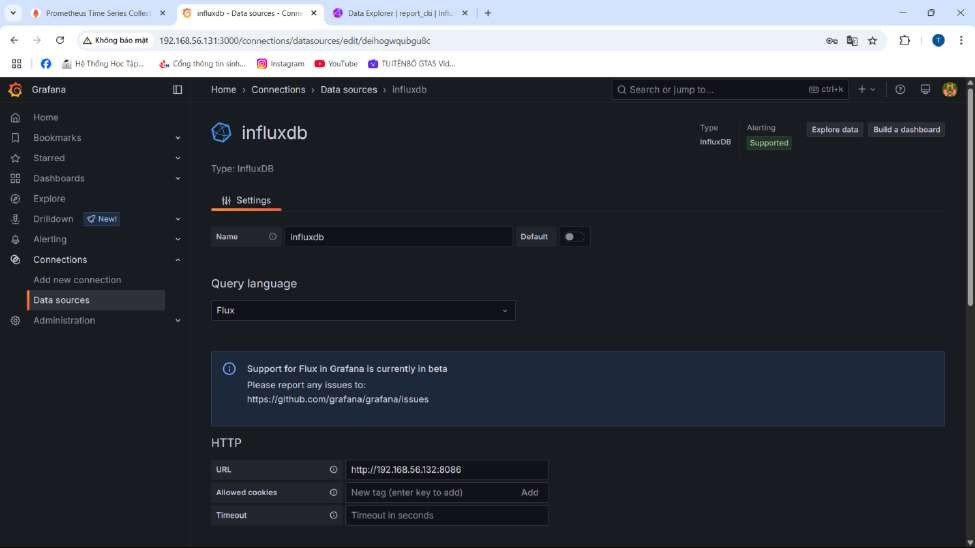 Prometheus Time Series Collect
influxdb - Data sources - Conne
Data Explorer | report_cki | Influ
Không bảo mật
192.168.56.131:3000/connections/datasources/edit/deihogwqubgu8c
T
Hệ Thống Học Tập...
Cổng thông tin sinh...
Instagram
YouTube
TUITÊNBÔ GTA5 Vid...
Grafana
Home › Connections › Data sources › influxdb
Search or jump to...
ctrl+k
Home
Bookmarks
Starred
Dashboards
Explore
Drilldown New!
Alerting
Connections
Add new connection
Data sources
Administration
influxdb
Type
InfluxDB
Alerting
Supported
Explore data
Build a dashboard
Type: InfluxDB
Settings
Name
influxdb
Default
Query language
Flux
Support for Flux in Grafana is currently in beta
Please report any issues to:
https://github.com/grafana/grafana/issues
HTTP
URL
http://192.168.56.132:8086
Allowed cookies
New tag (enter key to add)
Add
Timeout
Timeout in seconds